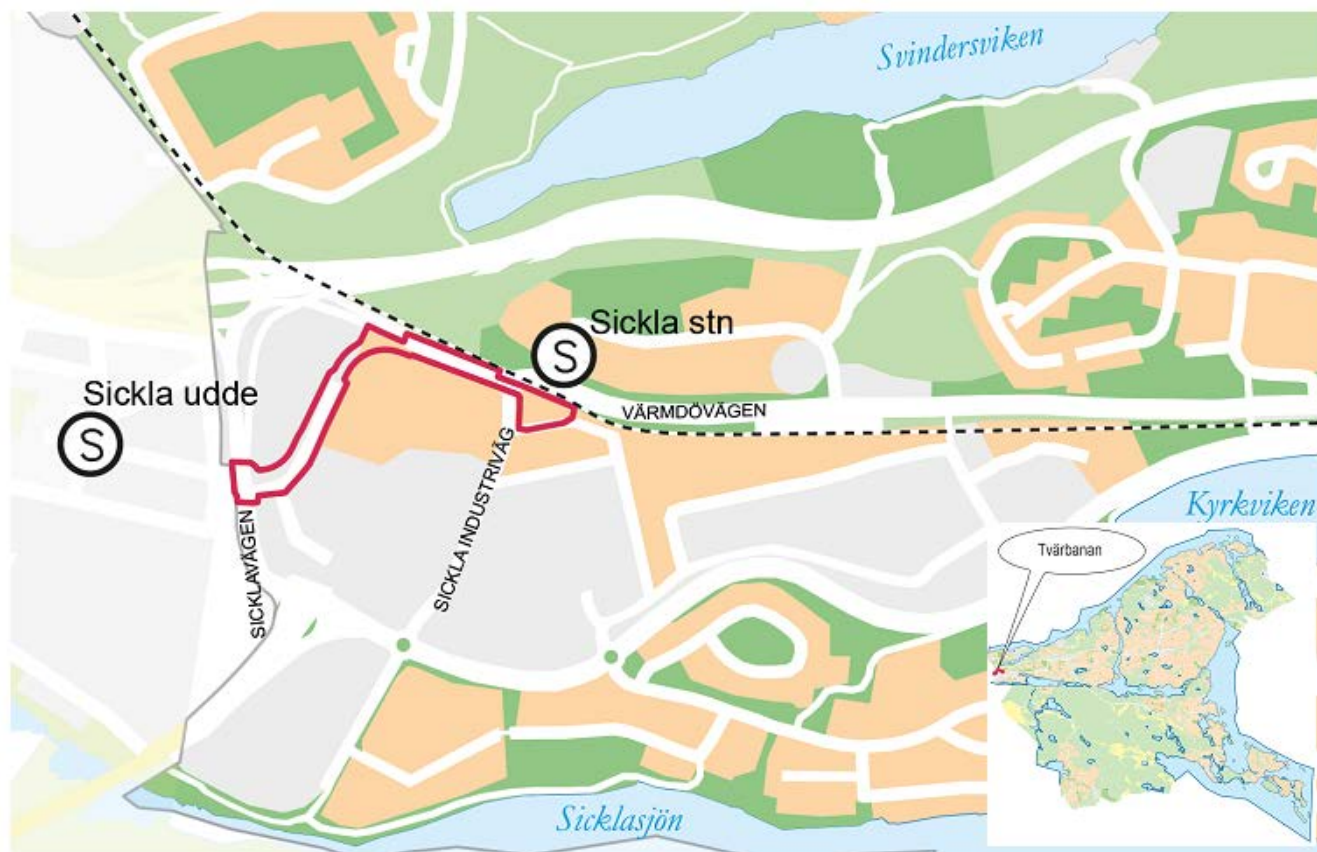 Svindersviken
Sickla stn
S
Sickla udde
S
VÄRMDÖVÄGEN
SICKLA INDUSTRIVÄG
SICKLAVÄGEN
Kyrkviken
Tvärbanan
Sicklasjön